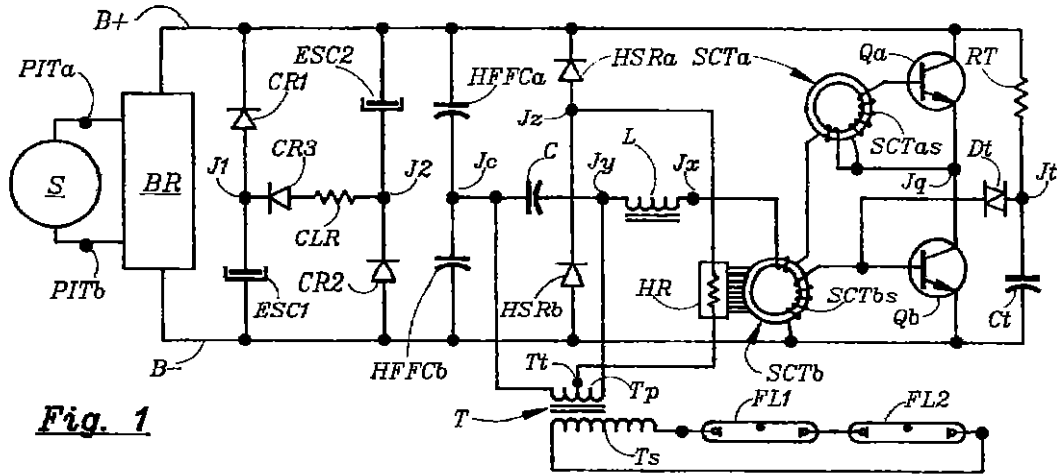 B+
ESC2
PITa
CR1
HFFCa
HSRa
SCTa
Qa
RT
Jz
CR3
J1
J2
Jc
C
Jy
L
Jx
SCTas
Dt
Jq
Jt
S
BR
CLR
PITb
ESC1
CR2
HSRb
HR
SCTbs
Qb
Ct
B-
HFFCb
Tt
Tp
SCTb
T
FL1
FL2
Ts
Fig. 1